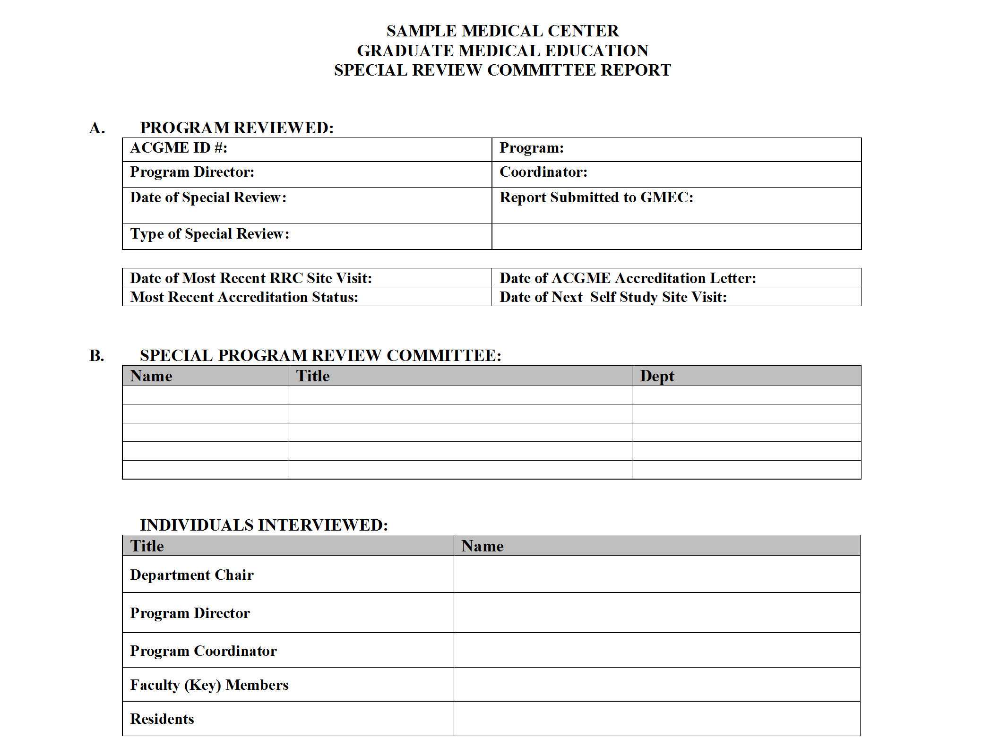 SAMPLE MEDICAL CENTER
GRADUATE MEDICAL EDUCATION
SPECIAL REVIEW COMMITTEE REPORT
A. PROGRAM REVIEWED:
ACGME ID #: Program:
Program Director: Coordinator:
Date of Special Review: Report Submitted to GMEC:
Type of Special Review:
Date of Most Recent RRC Site Visit: Date of ACGME Accreditation Letter:
Most Recent Accreditation Status: Date of Next  Self Study Site Visit:
B. SPECIAL PROGRAM REVIEW COMMITTEE:
Name Title Dept
INDIVIDUALS INTERVIEWED:
Title Name
Department Chair
Program Director
Program Coordinator
Faculty (Key) Members
Residents